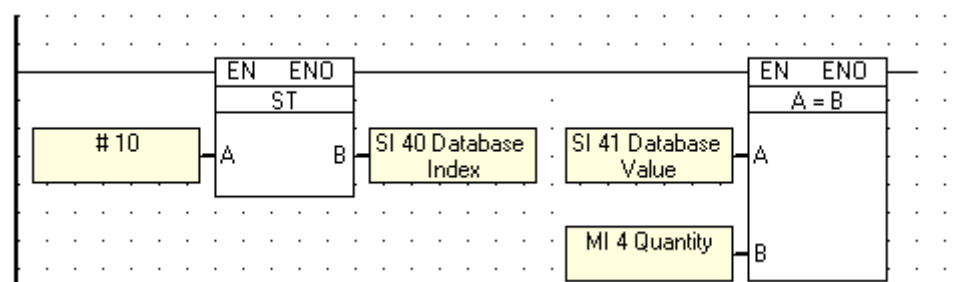 EN ENO
EN ENO
ST
A = B
# 10
A
B
SI 40 Database
Index
SI 41 Database
Value
A
MI 4 Quantity
B